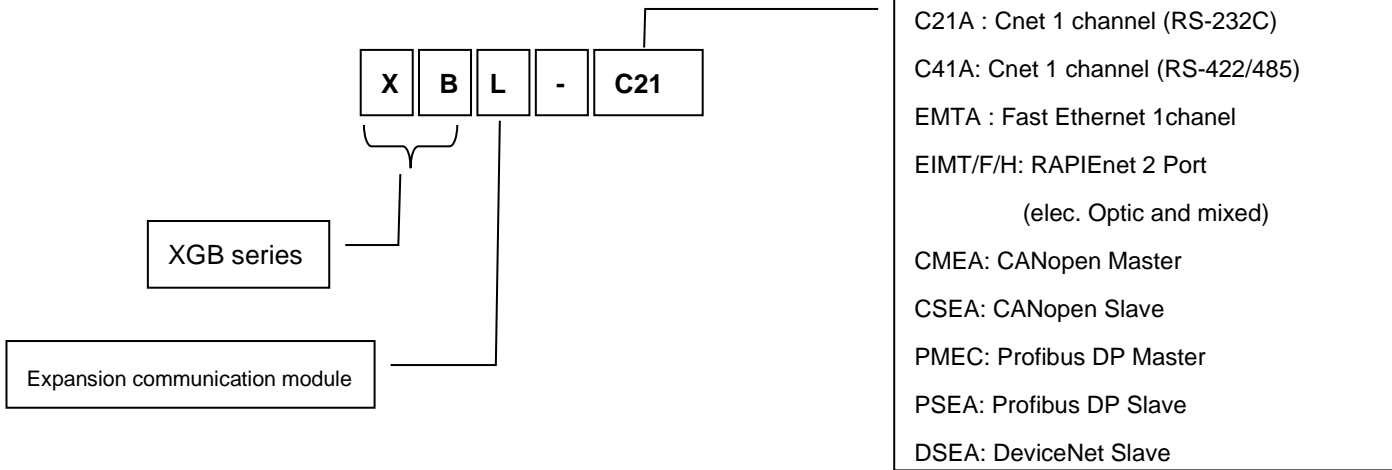 X B L - C21
XGB series
Expansion communication module
C21A : Cnet 1 channel (RS-232C)
C41A: Cnet 1 channel (RS-422/485)
EMTA : Fast Ethernet 1chanel
EIMT/F/H: RAPIEnet 2 Port
(elec. Optic and mixed)
CMEA: CANopen Master
CSEA: CANopen Slave
PMEC: Profibus DP Master
PSEA: Profibus DP Slave
DSEA: DeviceNet Slave